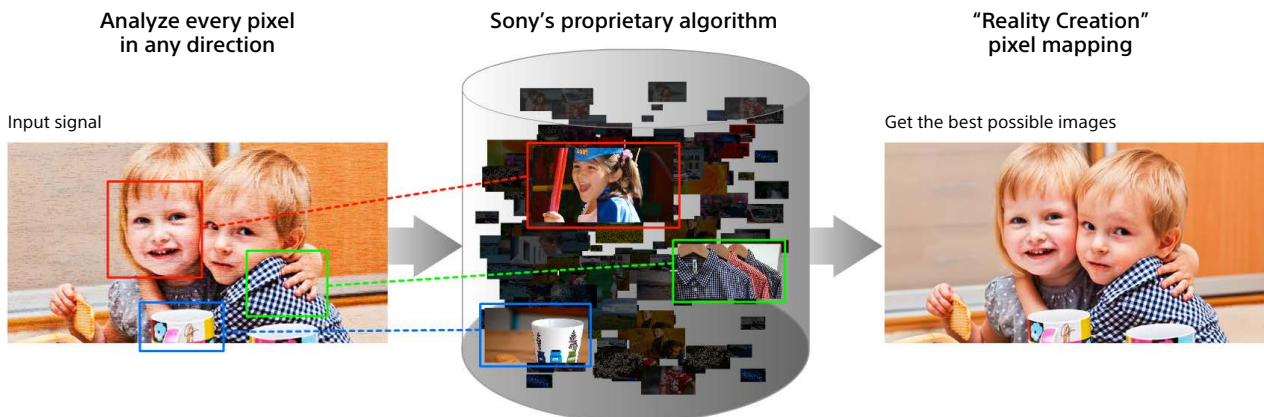 Analyze every pixel
in any direction
Sony’s proprietary algorithm
“Reality Creation”
pixel mapping
Input signal
Get the best possible images